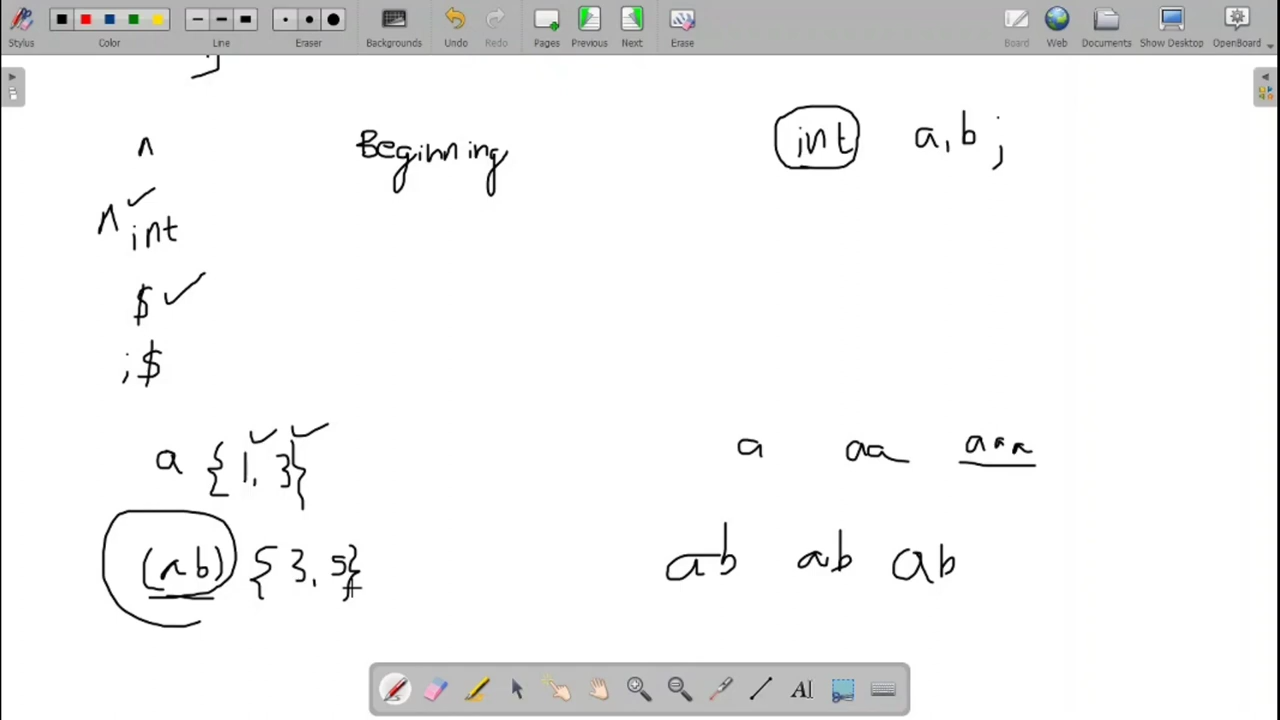 Stylus Color Line Eraser Backgrounds Undo Redo Pages Previous Next Erase Board Web Documents Show Desktop OpenBoard
^ Beginning int a, b ;
^ int
$
;$
a {1, 3} a aa aaa
(ab) {3, 5} ab ab ab